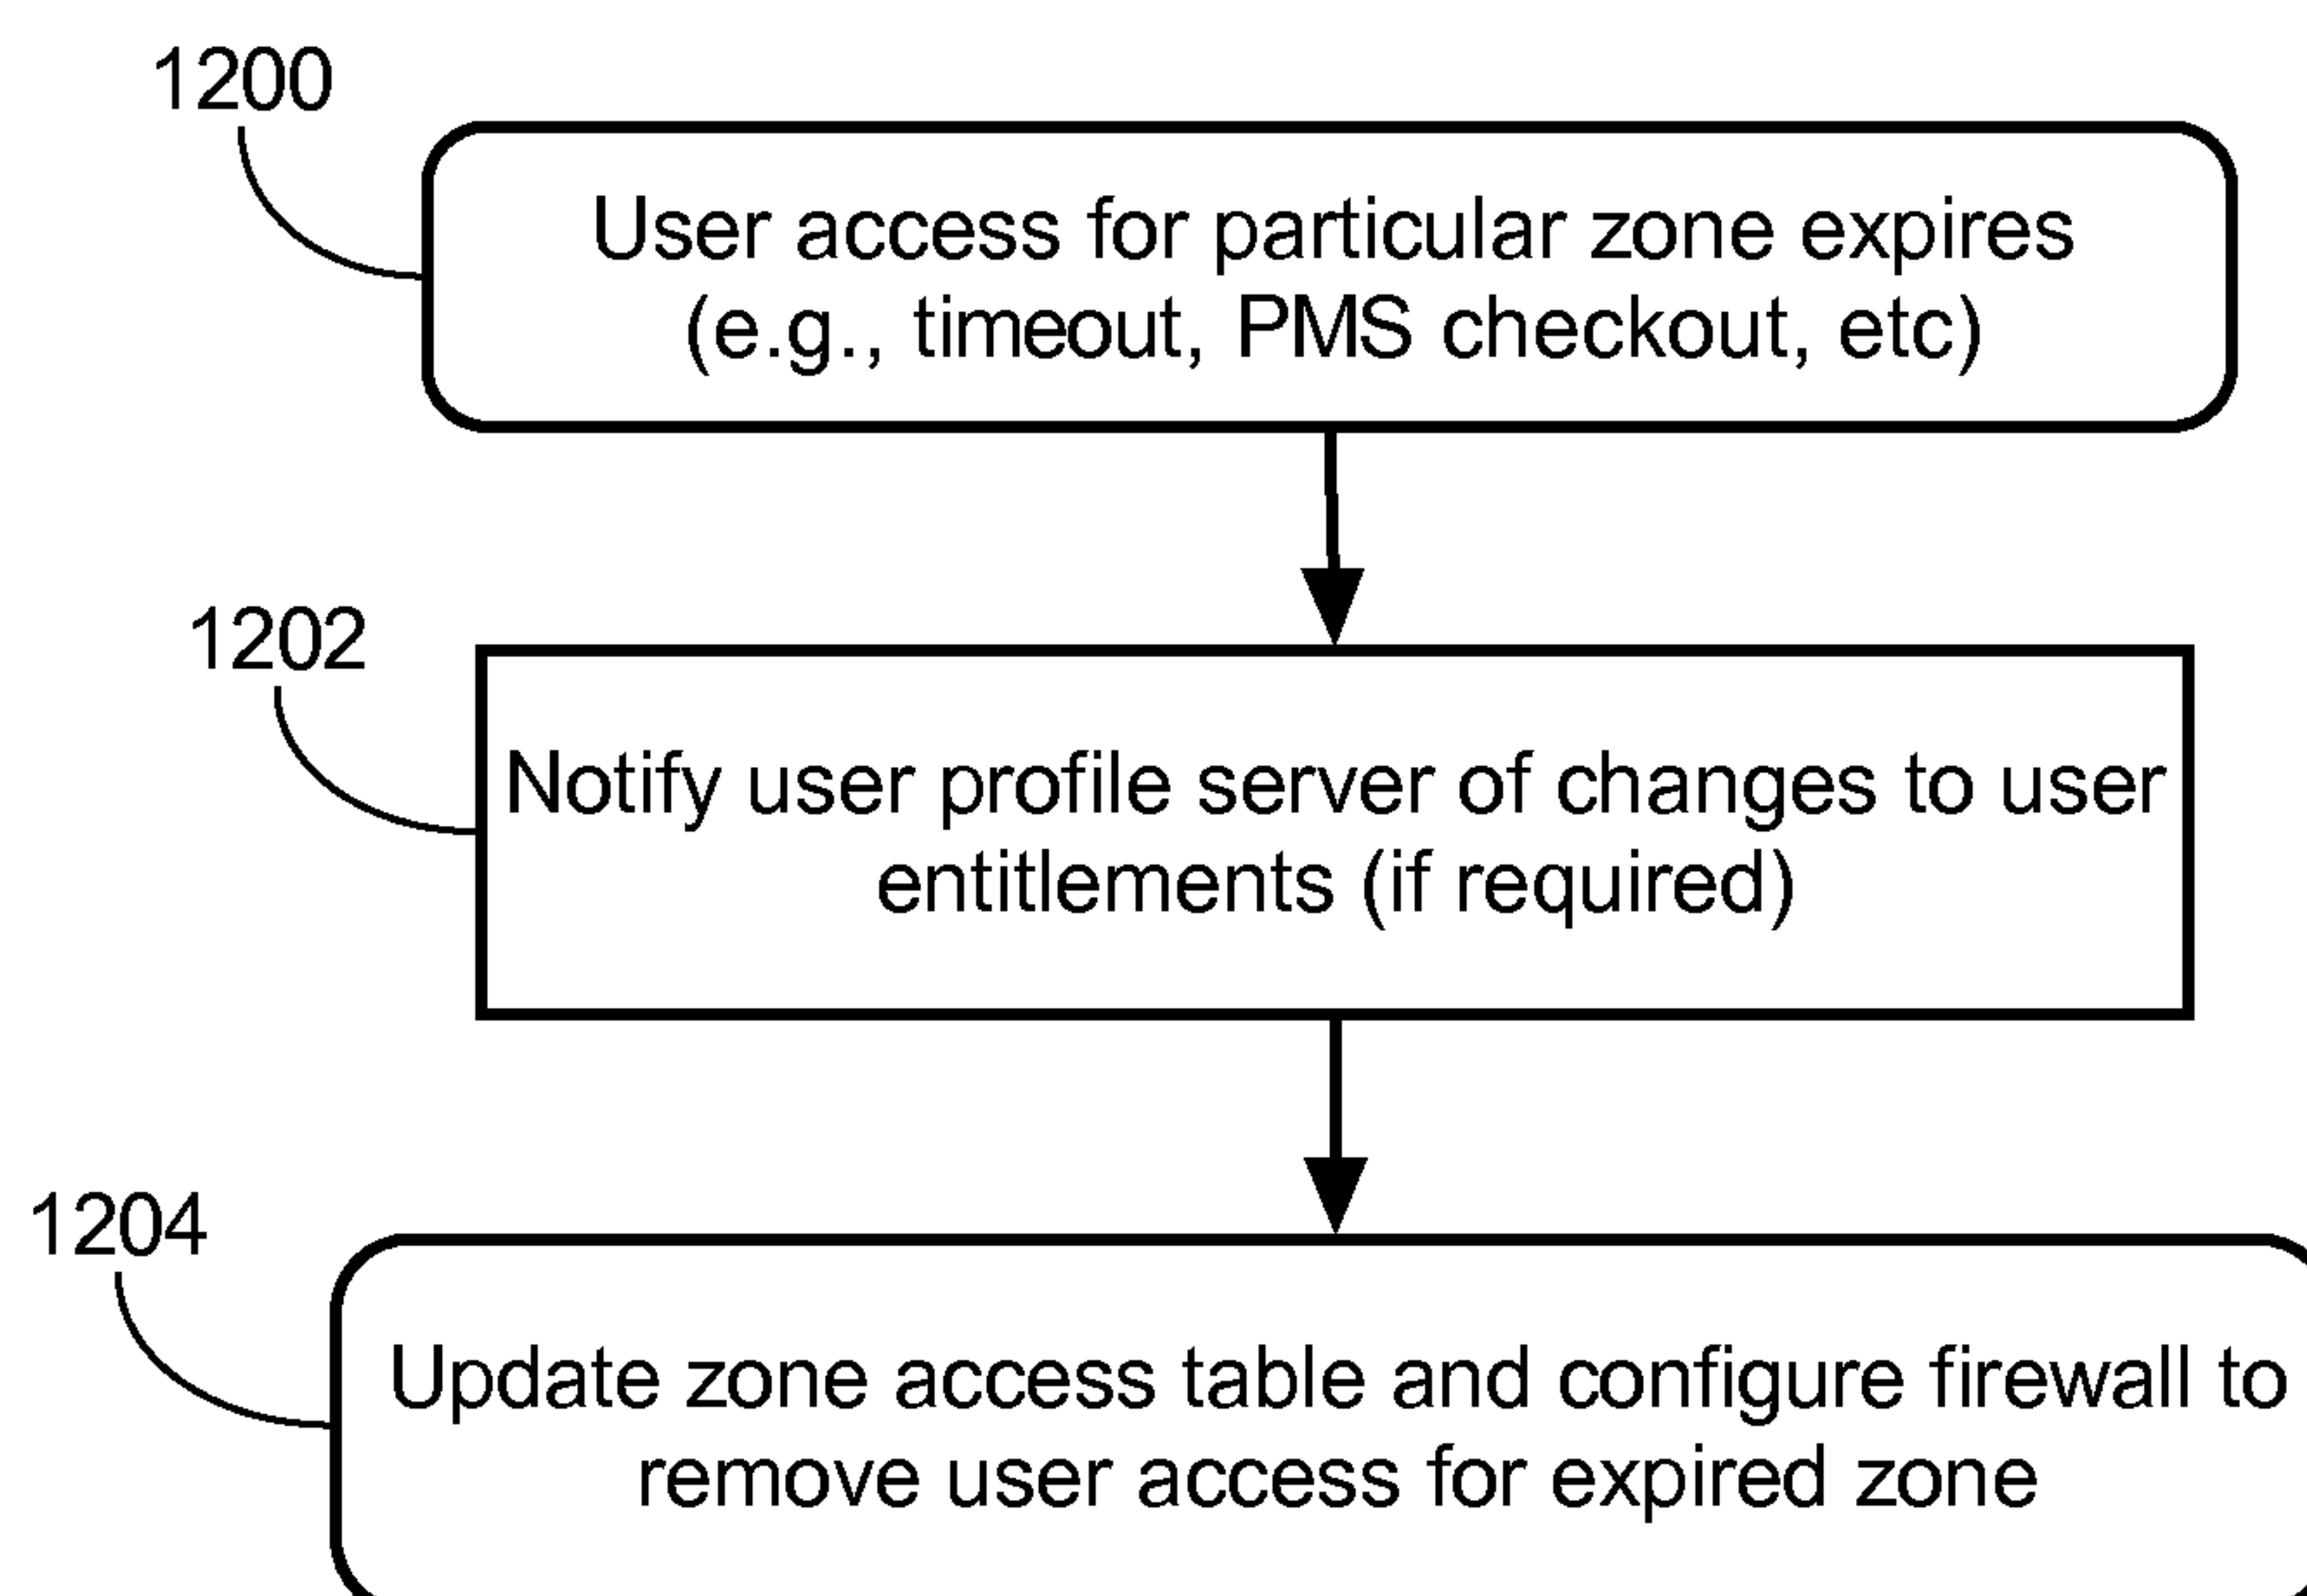 1200
User access for particular zone expires
(e.g., timeout, PMS checkout, etc)
1202
Notify user profile server of changes to user
entitlements (if required)
1204
Update zone access table and configure firewall to
remove user access for expired zone